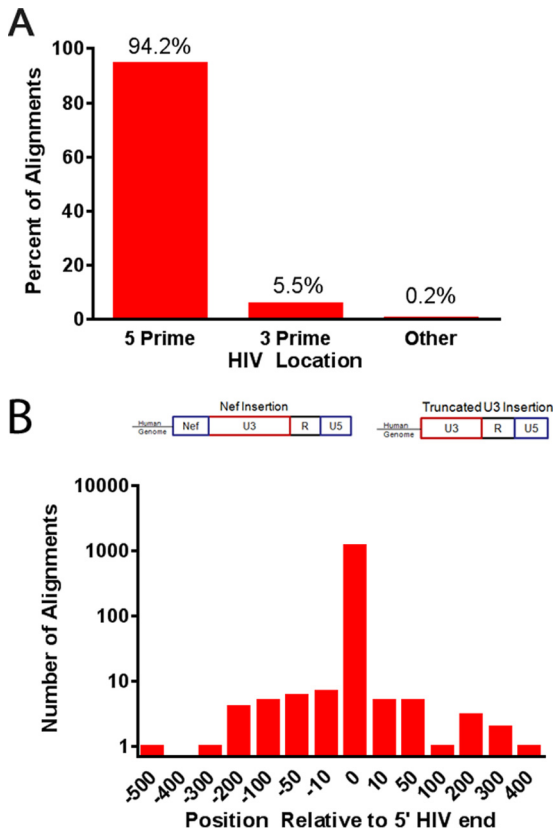 A
94.2%
5.5%
0.2%
100
80
60
40
20
0
Percent of Alignments
5 Prime
3 Prime
Other
HIV Location
B
Nef Insertion
Human
Genome
Nef
U3
R
U5
Truncated U3 Insertion
Human
Genome
U3
R
U5
10000
1000
100
10
1
Number of Alignments
-500
-400
-300
-200
-100
-50
-10
0
10
50
100
200
300
400
Position Relative to 5' HIV end